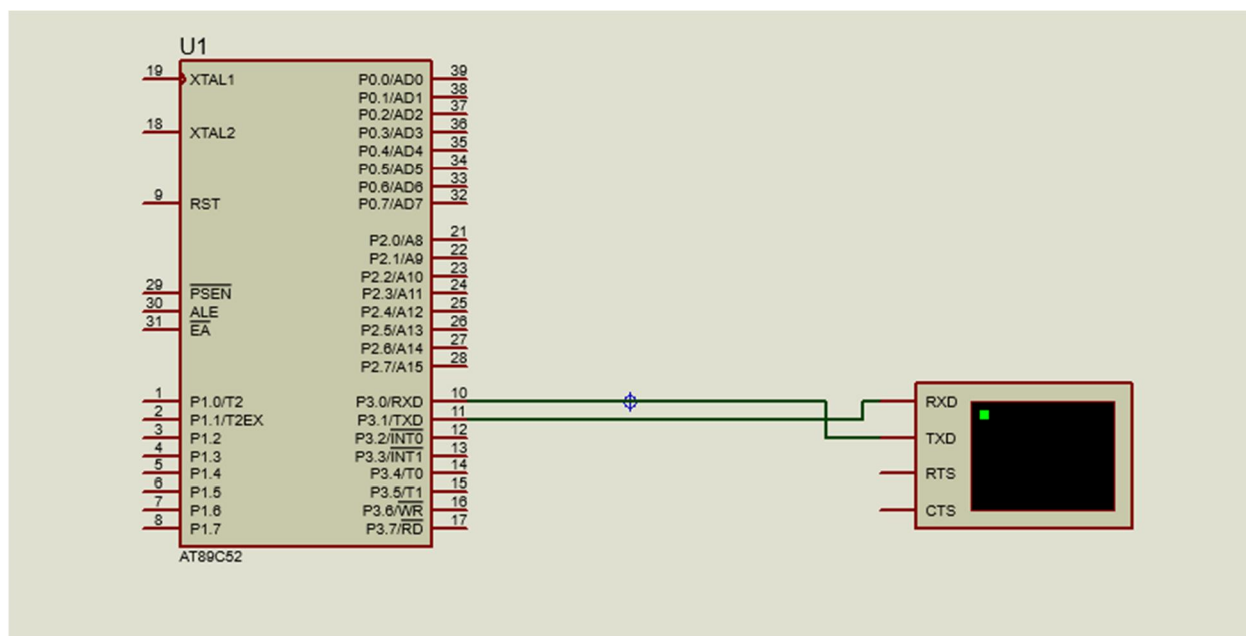 U1
19 XTAL1
18 XTAL2
9 RST
29 PSEN
30 ALE
31 EA
1 P1.0/T2
2 P1.1/T2EX
3 P1.2
4 P1.3
5 P1.4
6 P1.5
7 P1.6
8 P1.7
P0.0/AD0 39
P0.1/AD1 38
P0.2/AD2 37
P0.3/AD3 36
P0.4/AD4 35
P0.5/AD5 34
P0.6/AD6 33
P0.7/AD7 32
P2.0/A8 21
P2.1/A9 22
P2.2/A10 23
P2.3/A11 24
P2.4/A12 25
P2.5/A13 26
P2.6/A14 27
P2.7/A15 28
P3.0/RXD 10
P3.1/TXD 11
P3.2/INT0 12
P3.3/INT1 13
P3.4/T0 14
P3.5/T1 15
P3.6/WR 16
P3.7/RD 17
AT89C52
RXD
TXD
RTS
CTS